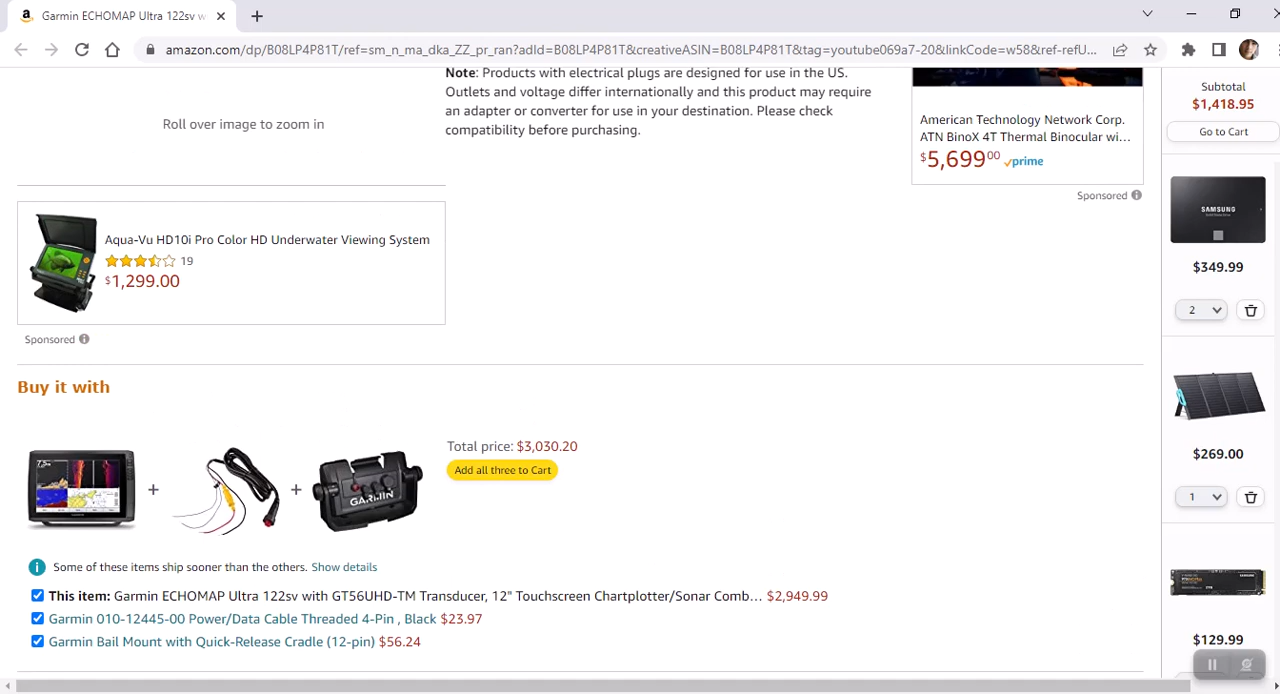 Garmin ECHOMAP Ultra 122sv w
amazon.com/dp/B08LP4P81T/ref=sm_n_ma_dka_ZZ_pr_ran?adId=B08LP4P81T&creativeASIN=B08LP4P81T&tag=youtube069a7-20&linkCode=w58&ref-refU...
Note: Products with electrical plugs are designed for use in the US.
Outlets and voltage differ internationally and this product may require
an adapter or converter for use in your destination. Please check
compatibility before purchasing.
Roll over image to zoom in
American Technology Network Corp.
ATN BinoX 4T Thermal Binocular wi...
$5,699 00 prime
Sponsored
Aqua-Vu HD10i Pro Color HD Underwater Viewing System
19
$1,299.00
Sponsored
Buy it with
GARMIN
Total price: $3,030.20
Add all three to Cart
Some of these items ship sooner than the others. Show details
This item: Garmin ECHOMAP Ultra 122sv with GT56UHD-TM Transducer, 12" Touchscreen Chartplotter/Sonar Comb... $2,949.99
Garmin 010-12445-00 Power/Data Cable Threaded 4-Pin , Black $23.97
Garmin Bail Mount with Quick-Release Cradle (12-pin) $56.24
Subtotal
$1,418.95
Go to Cart
SAMSUNG
$349.99
2
$269.00
1
$129.99